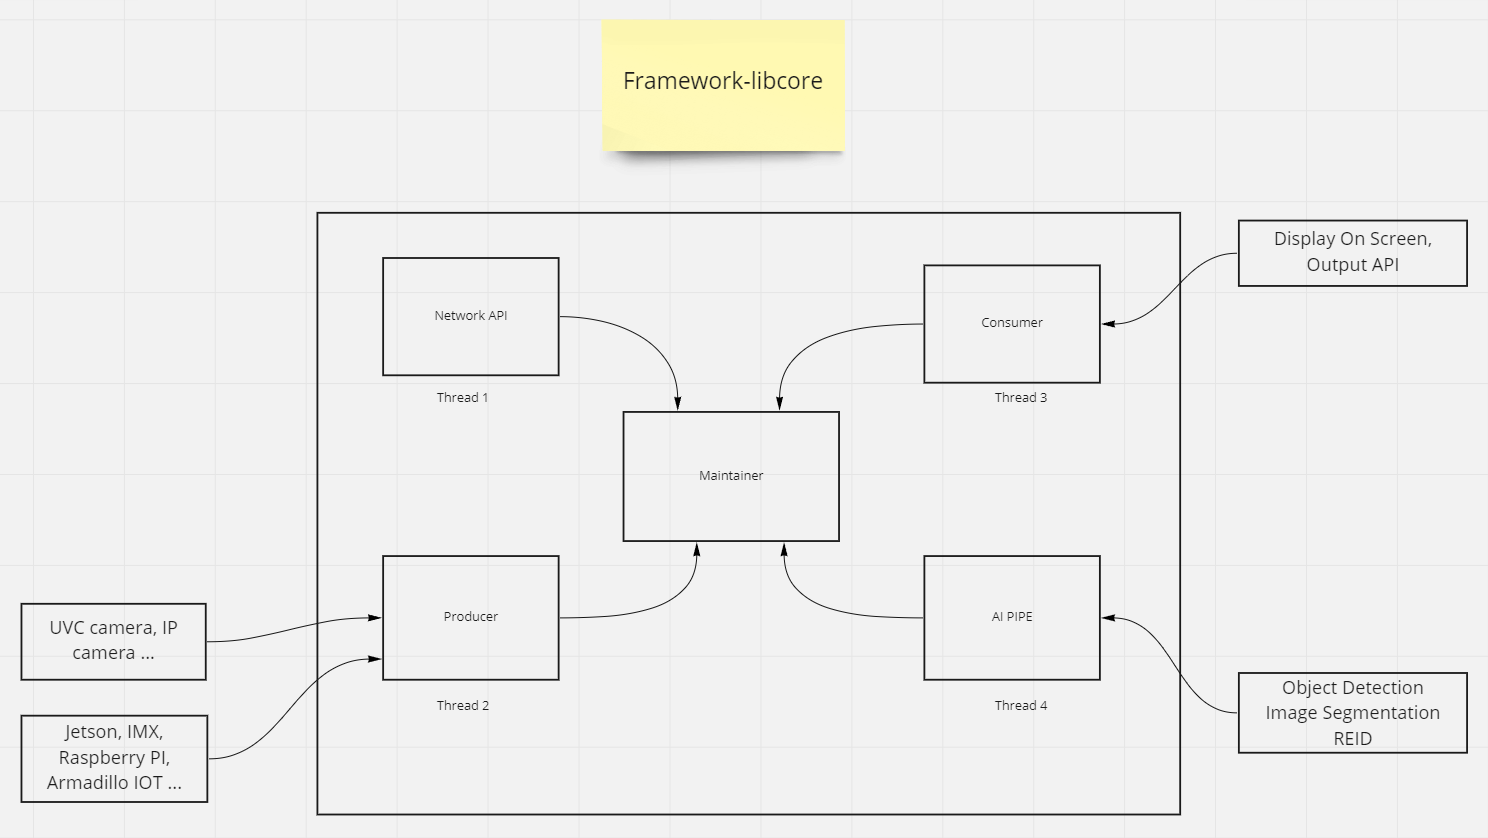 Framework-libcore
Display On Screen,
Output API
Network API
Thread 1
Consumer
Thread 3
Maintainer
UVC camera, IP
camera ...
Jetson, IMX,
Raspberry PI,
Armadillo IOT ...
Producer
Thread 2
AI PIPE
Thread 4
Object Detection
Image Segmentation
REID